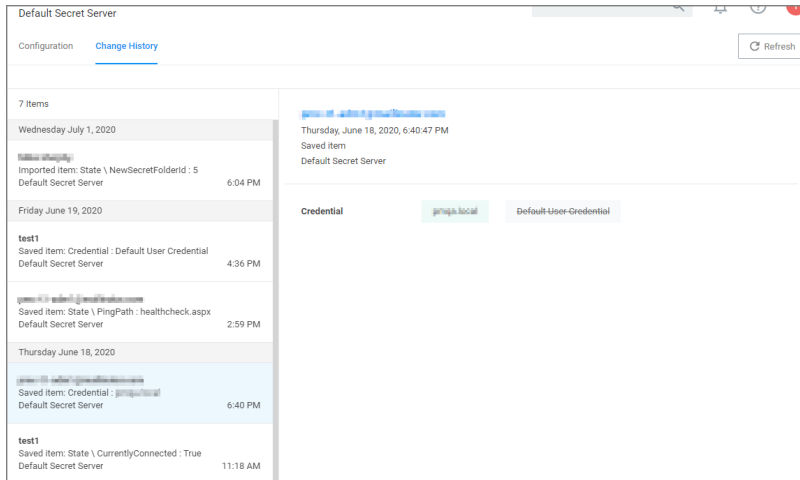 Default Secret Server
Configuration
Change History
Refresh
7 Items
Wednesday July 1, 2020
Imported item: State \ NewSecretFolderId : 5
Default Secret Server
6:04 PM
Friday June 19, 2020
test1
Saved item: Credential : Default User Credential
Default Secret Server
4:36 PM
Saved item: State \ PingPath : healthcheck.aspx
Default Secret Server
2:59 PM
Thursday June 18, 2020
Saved item: Credential :
Default Secret Server
6:40 PM
test1
Saved item: State \ CurrentlyConnected : True
Default Secret Server
11:18 AM
Thursday, June 18, 2020, 6:40:47 PM
Saved item
Default Secret Server
Credential
Default User Credential